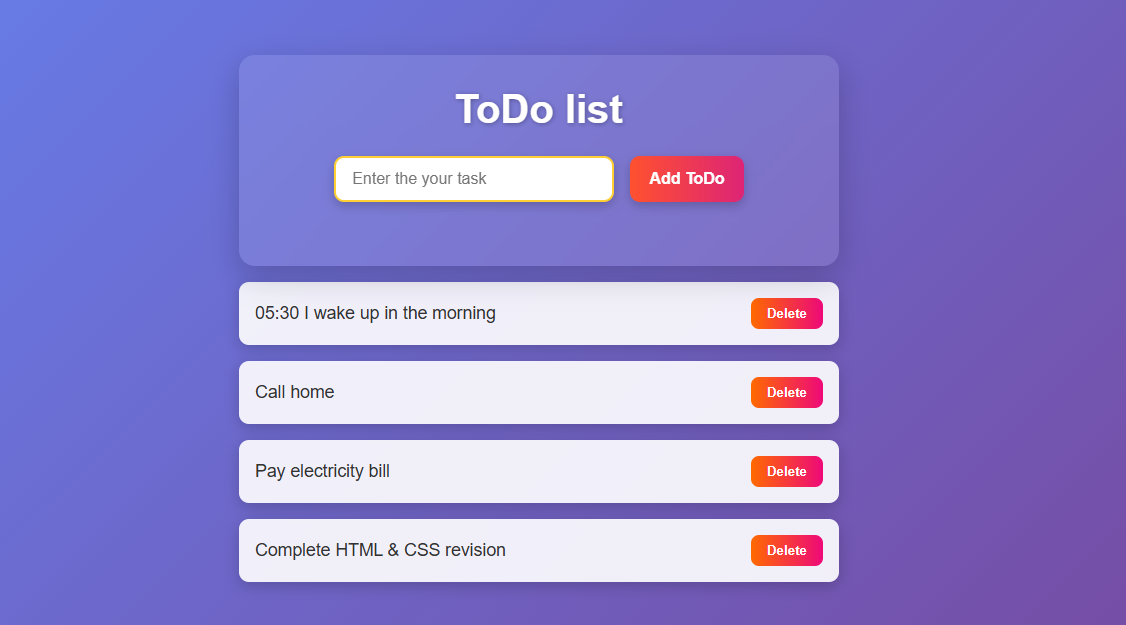 ToDo list
Enter the your task
Add ToDo
05:30 I wake up in the morning
Delete
Call home
Delete
Pay electricity bill
Delete
Complete HTML & CSS revision
Delete